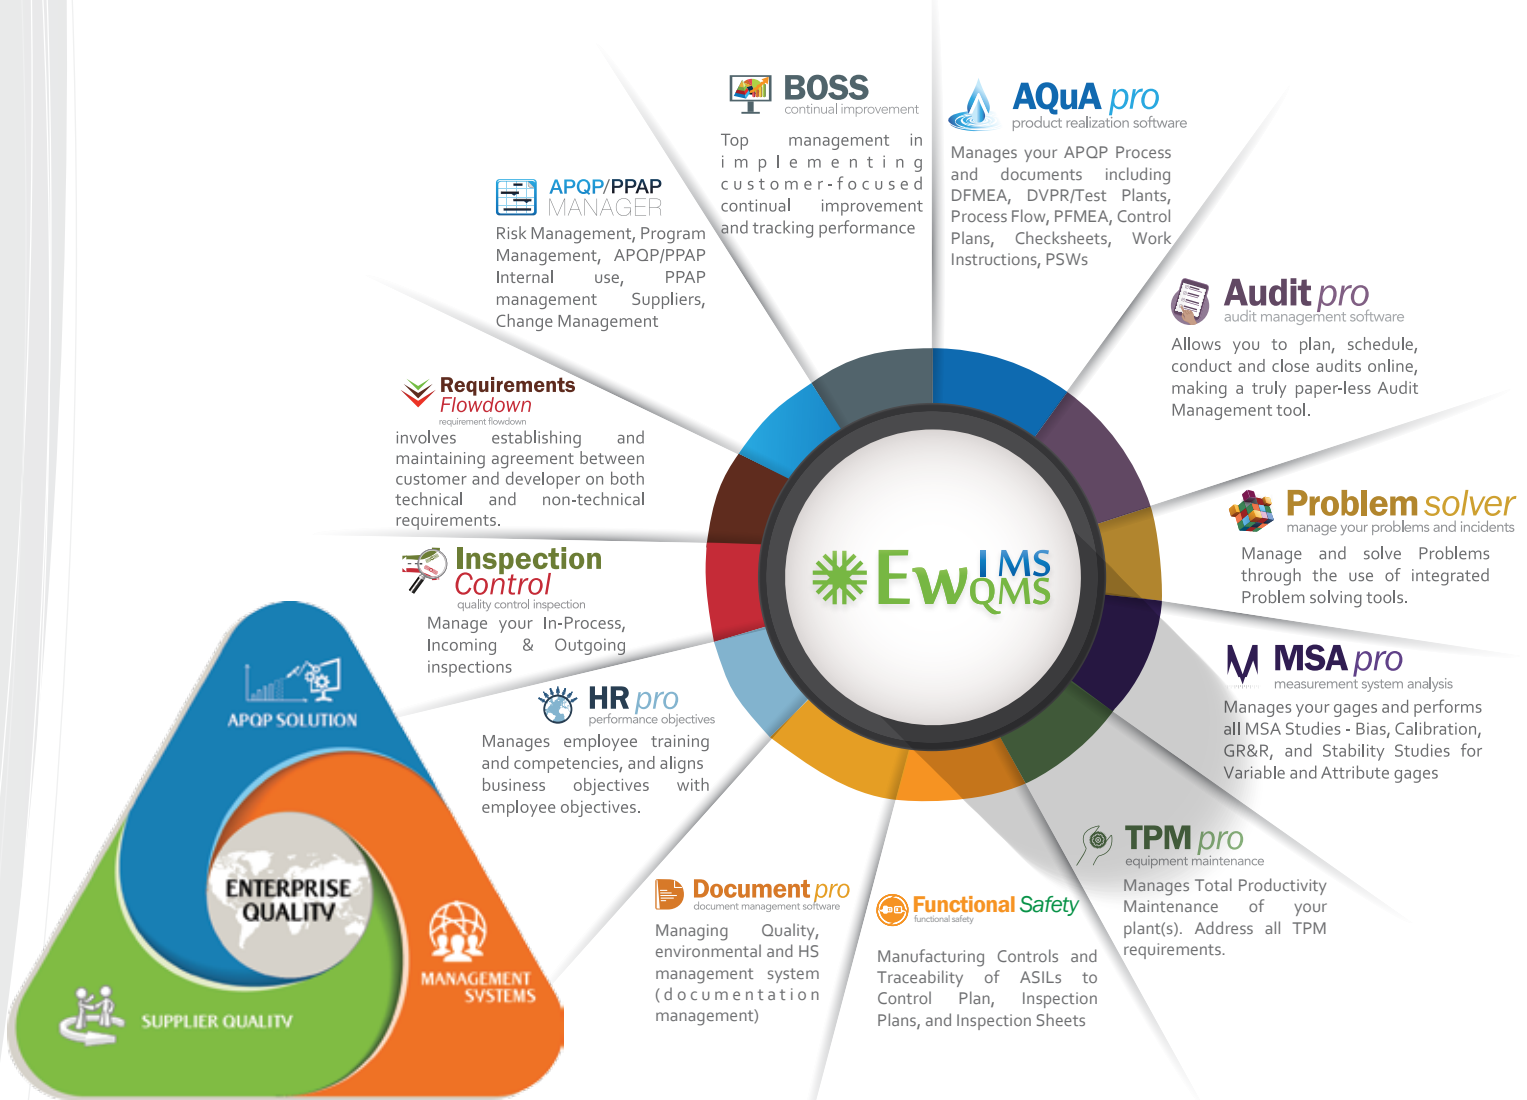 BOSS
continual improvement
Top management in
implementing
customer-focused
continual improvement
and tracking performance
AQuA pro
product realization software
Manages your APQP Process
and documents including
DFMEA, DVPR/Test Plants,
Process Flow, PFMEA, Control
Plans, Checksheets, Work
Instructions, PSWs
APQP/PPAP
MANAGER
Risk Management, Program
Management, APQP/PPAP
Internal use, PPAP
management Suppliers,
Change Management
Audit pro
audit management software
Allows you to plan, schedule,
conduct and close audits online,
making a truly paper-less Audit
Management tool.
Requirements
Flowdown
requirement flowdown
involves establishing and
maintaining agreement between
customer and developer on both
technical and non-technical
requirements.
Problem solver
manage your problems and incidents
Manage and solve Problems
through the use of integrated
Problem solving tools.
Inspection
Control
quality control inspection
Manage your In-Process,
Incoming & Outgoing
inspections
Ew IMS
QMS
MSA pro
measurement system analysis
Manages your gages and performs
all MSA Studies - Bias, Calibration,
GR&R, and Stability Studies for
Variable and Attribute gages
HR pro
performance objectives
Manages employee training
and competencies, and aligns
business objectives with
employee objectives.
TPM pro
equipment maintenance
Manages Total Productivity
Maintenance of your
plant(s). Address all TPM
requirements.
Document pro
document management software
Managing Quality,
environmental and HS
management system
(documentation
management)
Functional Safety
functional safety
Manufacturing Controls and
Traceability of ASILs to
Control Plan, Inspection
Plans, and Inspection Sheets
APQP SOLUTION
ENTERPRISE
QUALITY
MANAGEMENT
SYSTEMS
SUPPLIER QUALITY